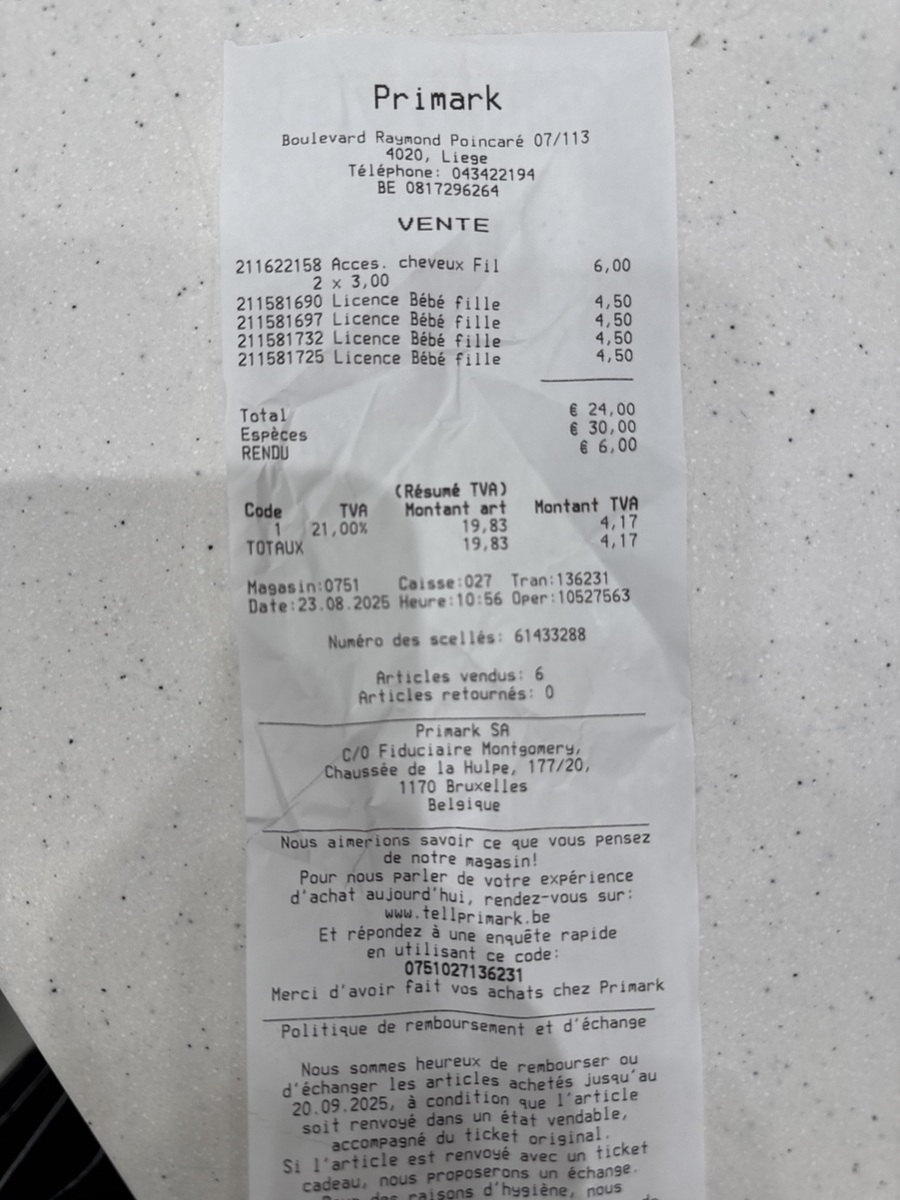 Primark
Boulevard Raymond Poincaré 07/113
4020, Liege
Téléphone: 043422194
BE 0817296264
VENTE
211622158 Acces. cheveux Fil 6,00
2 x 3,00
211581690 Licence Bébé fille 4,50
211581697 Licence Bébé fille 4,50
211581732 Licence Bébé fille 4,50
211581725 Licence Bébé fille 4,50
Total € 24,00
Espèces € 30,00
RENDU € 6,00
(Résumé TVA)
Code TVA Montant art Montant TVA
1 21,00% 19,83 4,17
TOTAUX 19,83 4,17
Magasin:0751 Caisse:027 Tran:136231
Date:23.08.2025 Heure:10:56 Oper:10527563
Numéro des scellés: 61433288
Articles vendus: 6
Articles retournés: 0
Primark SA
C/O Fiduciaire Montgomery,
Chaussée de la Hulpe, 177/20,
1170 Bruxelles
Belgique
Nous aimerions savoir ce que vous pensez
de notre magasin!
Pour nous parler de votre expérience
d'achat aujourd'hui, rendez-vous sur:
www.tellprimark.be
Et répondez à une enquête rapide
en utilisant ce code:
0751027136231
Merci d'avoir fait vos achats chez Primark
Politique de remboursement et d'échange
Nous sommes heureux de rembourser ou
d'échanger les articles achetés jusqu'au
20.09.2025, à condition que l'article
soit renvoyé dans un état vendable,
accompagné du ticket original.
Si l'article est renvoyé avec un ticket
cadeau, nous proposerons un échange.
Pour des raisons d'hygiène, nous